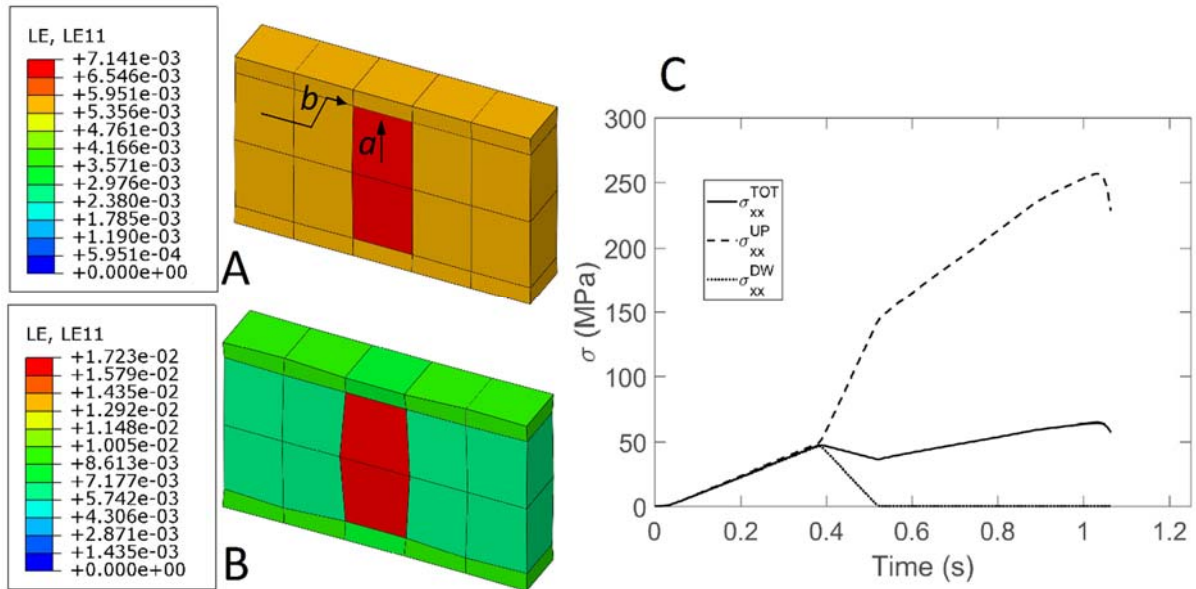 LE, LE11
+7.141e-03
+6.546e-03
+5.951e-03
+5.356e-03
+4.761e-03
+4.166e-03
+3.571e-03
+2.976e-03
+2.380e-03
+1.785e-03
+1.190e-03
+5.951e-04
+0.000e+00
b
a
A
LE, LE11
+1.723e-02
+1.579e-02
+1.435e-02
+1.292e-02
+1.148e-02
+1.005e-02
+8.613e-03
+7.177e-03
+5.742e-03
+4.306e-03
+2.871e-03
+1.435e-03
+0.000e+00
B
C
300
250
200
150
100
50
0
σ (MPa)
σ xx TOT
σ xx UP
σ xx DW
0 0.2 0.4 0.6 0.8 1 1.2
Time (s)